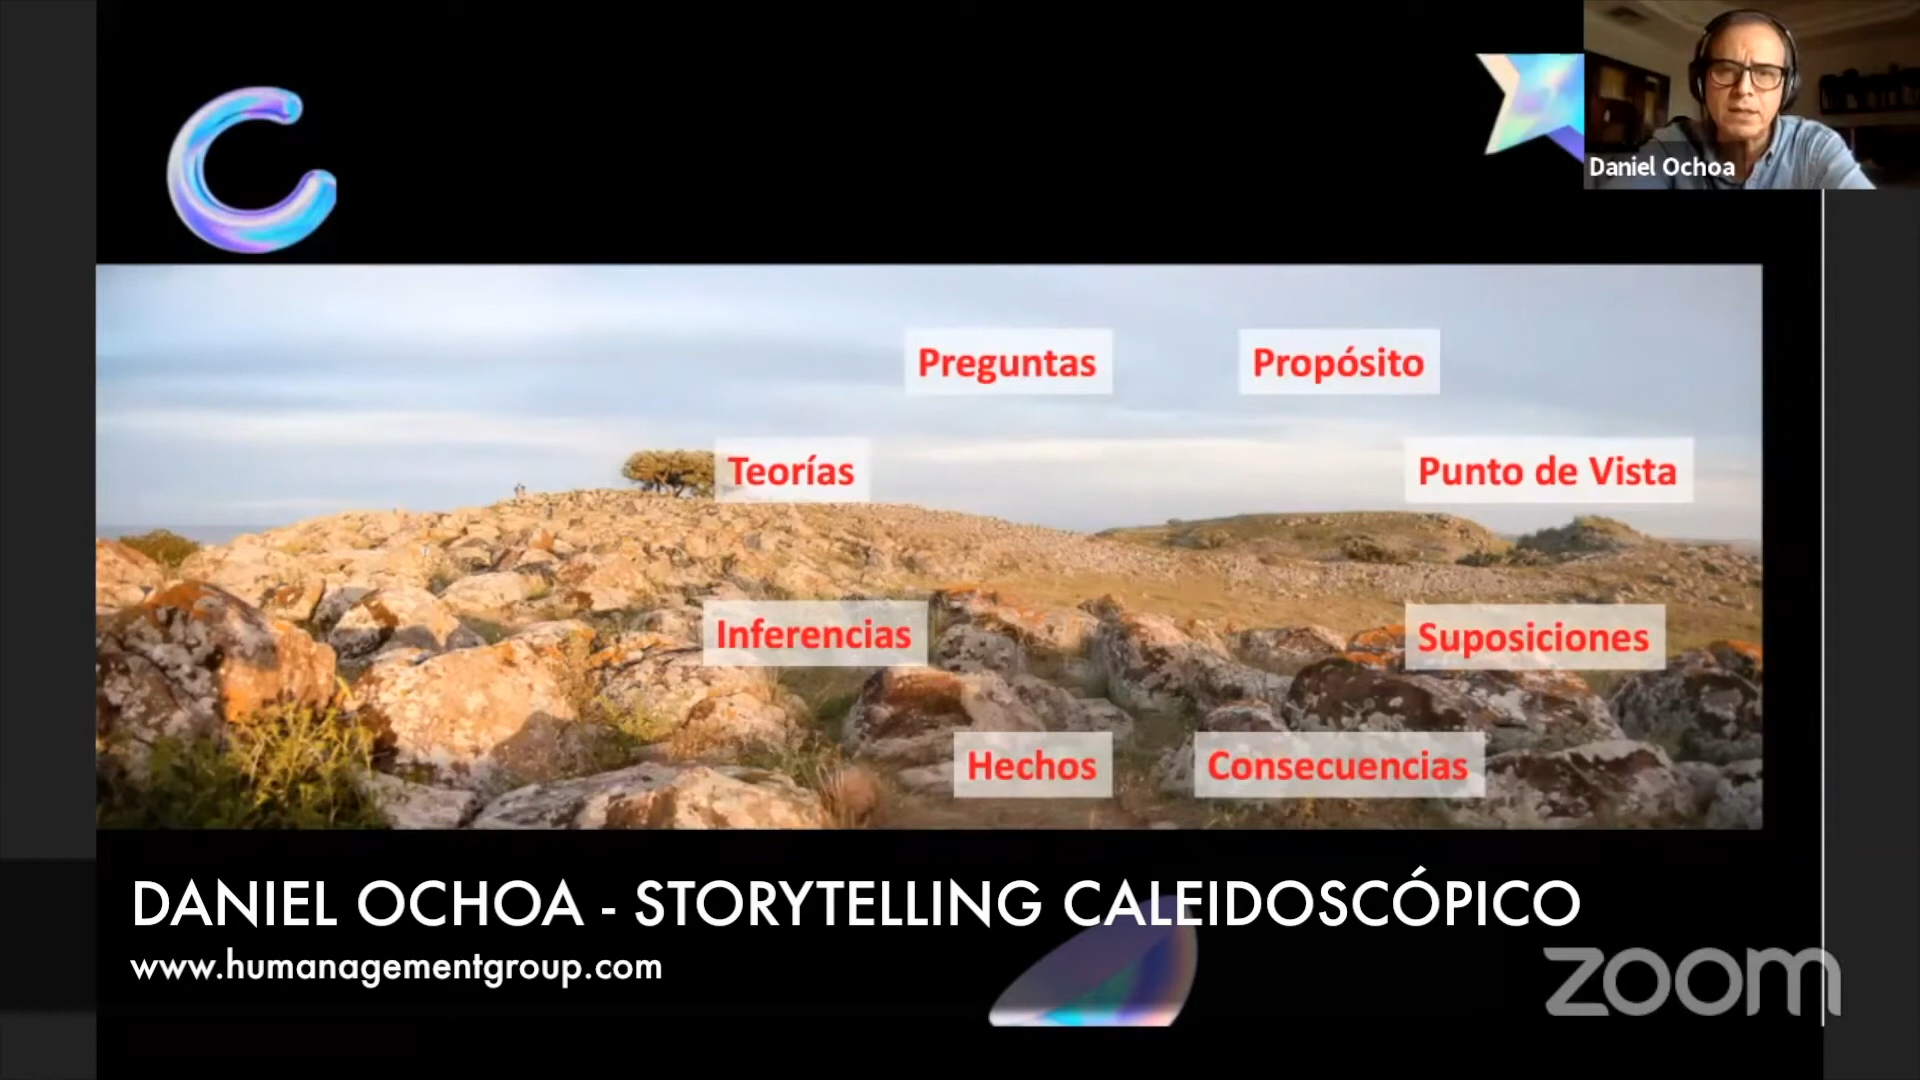 Daniel Ochoa
Preguntas
Propósito
Teorías
Punto de Vista
Inferencias
Suposiciones
Hechos
Consecuencias
DANIEL OCHOA - STORYTELLING CALEIDOSCÓPICO
www.humanagementgroup.com
zoom